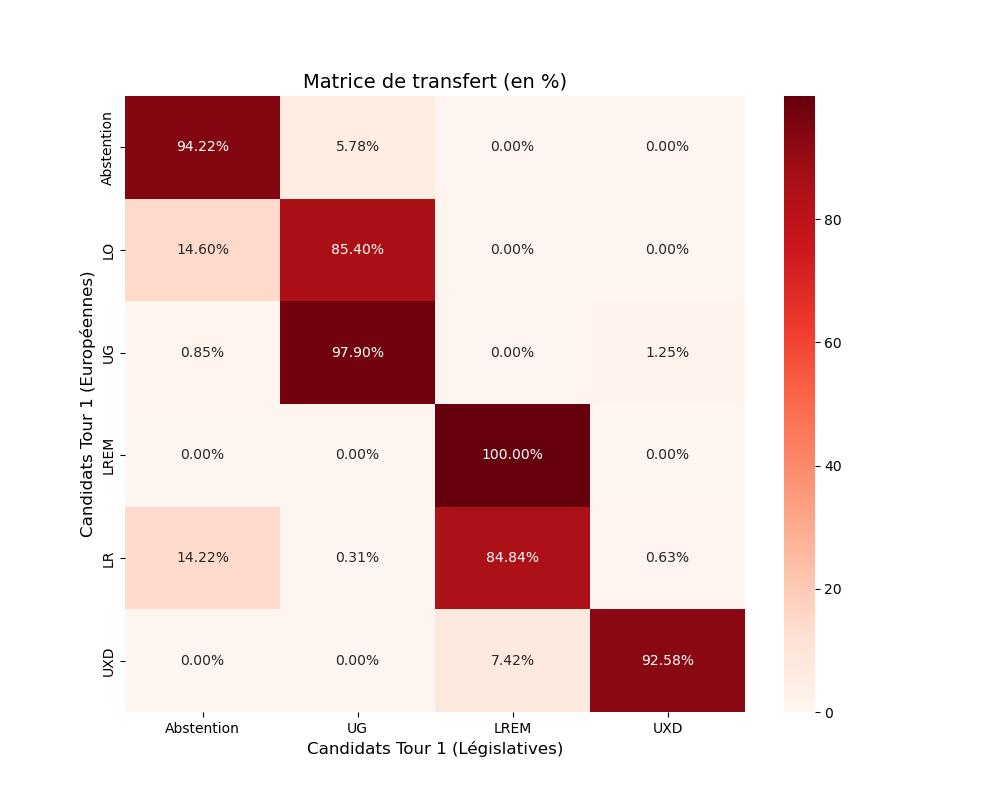 Matrice de transfert (en %)
Candidats Tour 1 (Européennes)
Abstention 94.22% 5.78% 0.00% 0.00%
LO 14.60% 85.40% 0.00% 0.00%
UG 0.85% 97.90% 0.00% 1.25%
LREM 0.00% 0.00% 100.00% 0.00%
LR 14.22% 0.31% 84.84% 0.63%
UXD 0.00% 0.00% 7.42% 92.58%
Abstention UG LREM UXD
Candidats Tour 1 (Législatives)
80
60
40
20
0